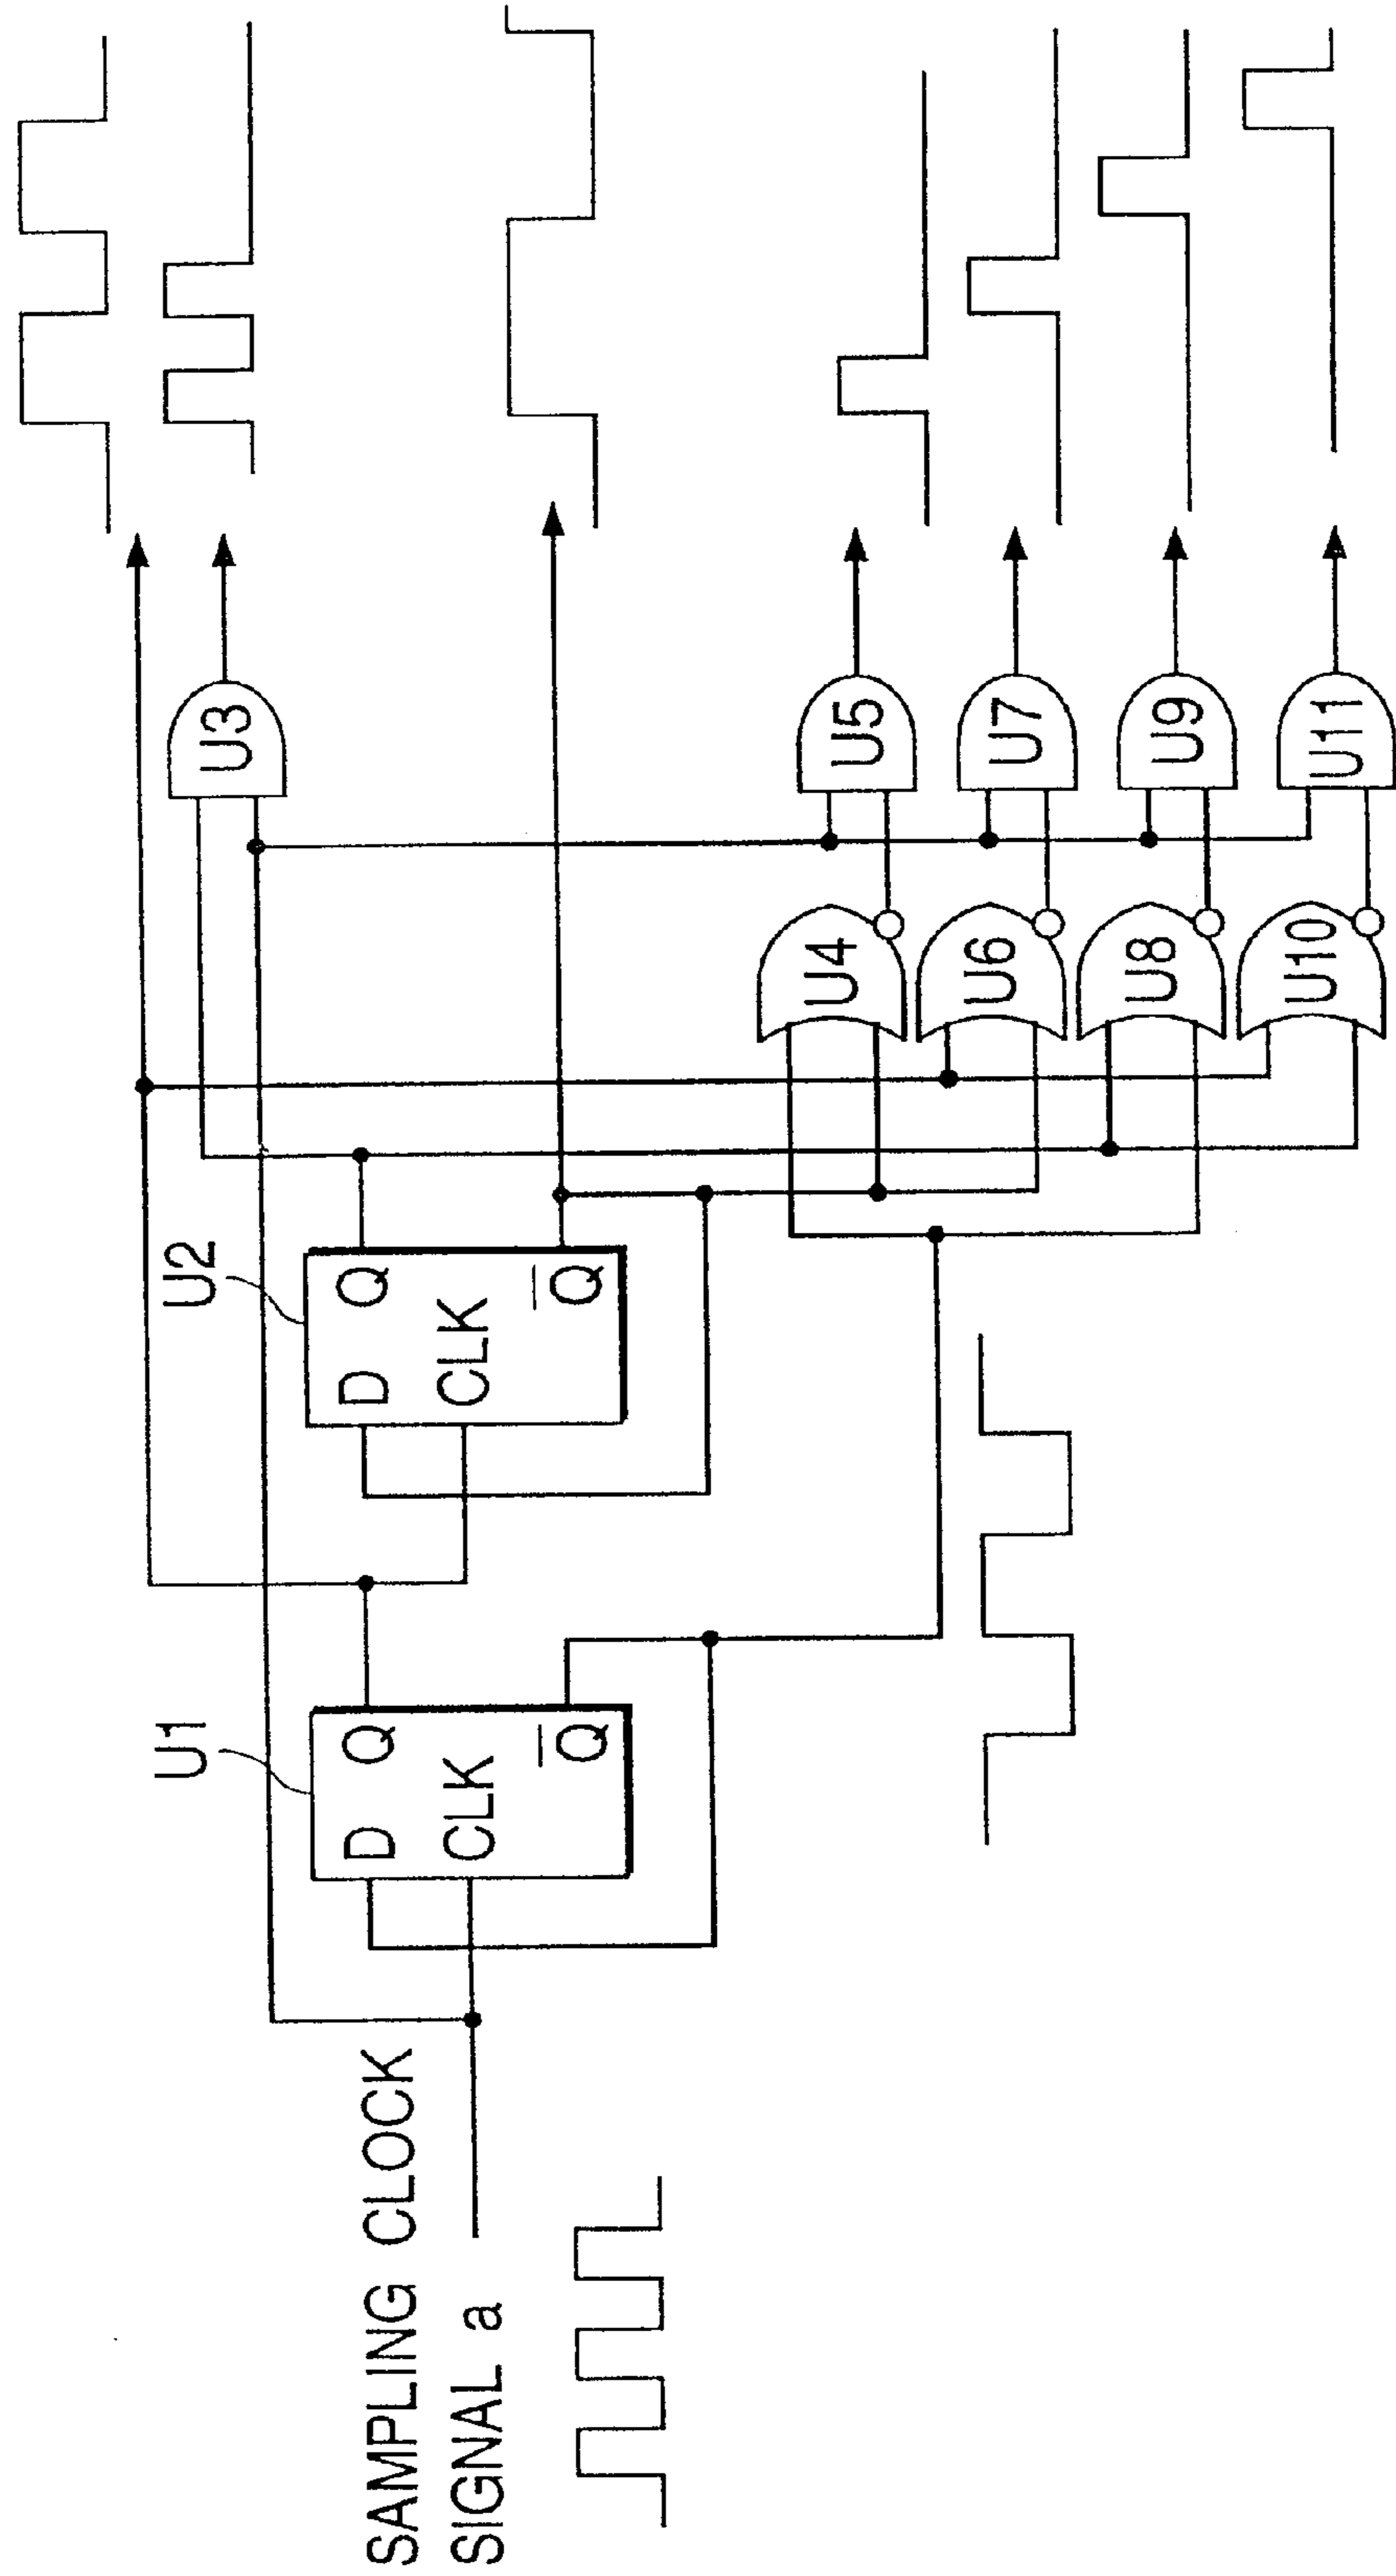 SAMPLING CLOCK
SIGNAL a
U1
D Q
CLK
Q
U2
D Q
CLK
Q
U3
U4
U5
U6
U7
U8
U9
U10
U11